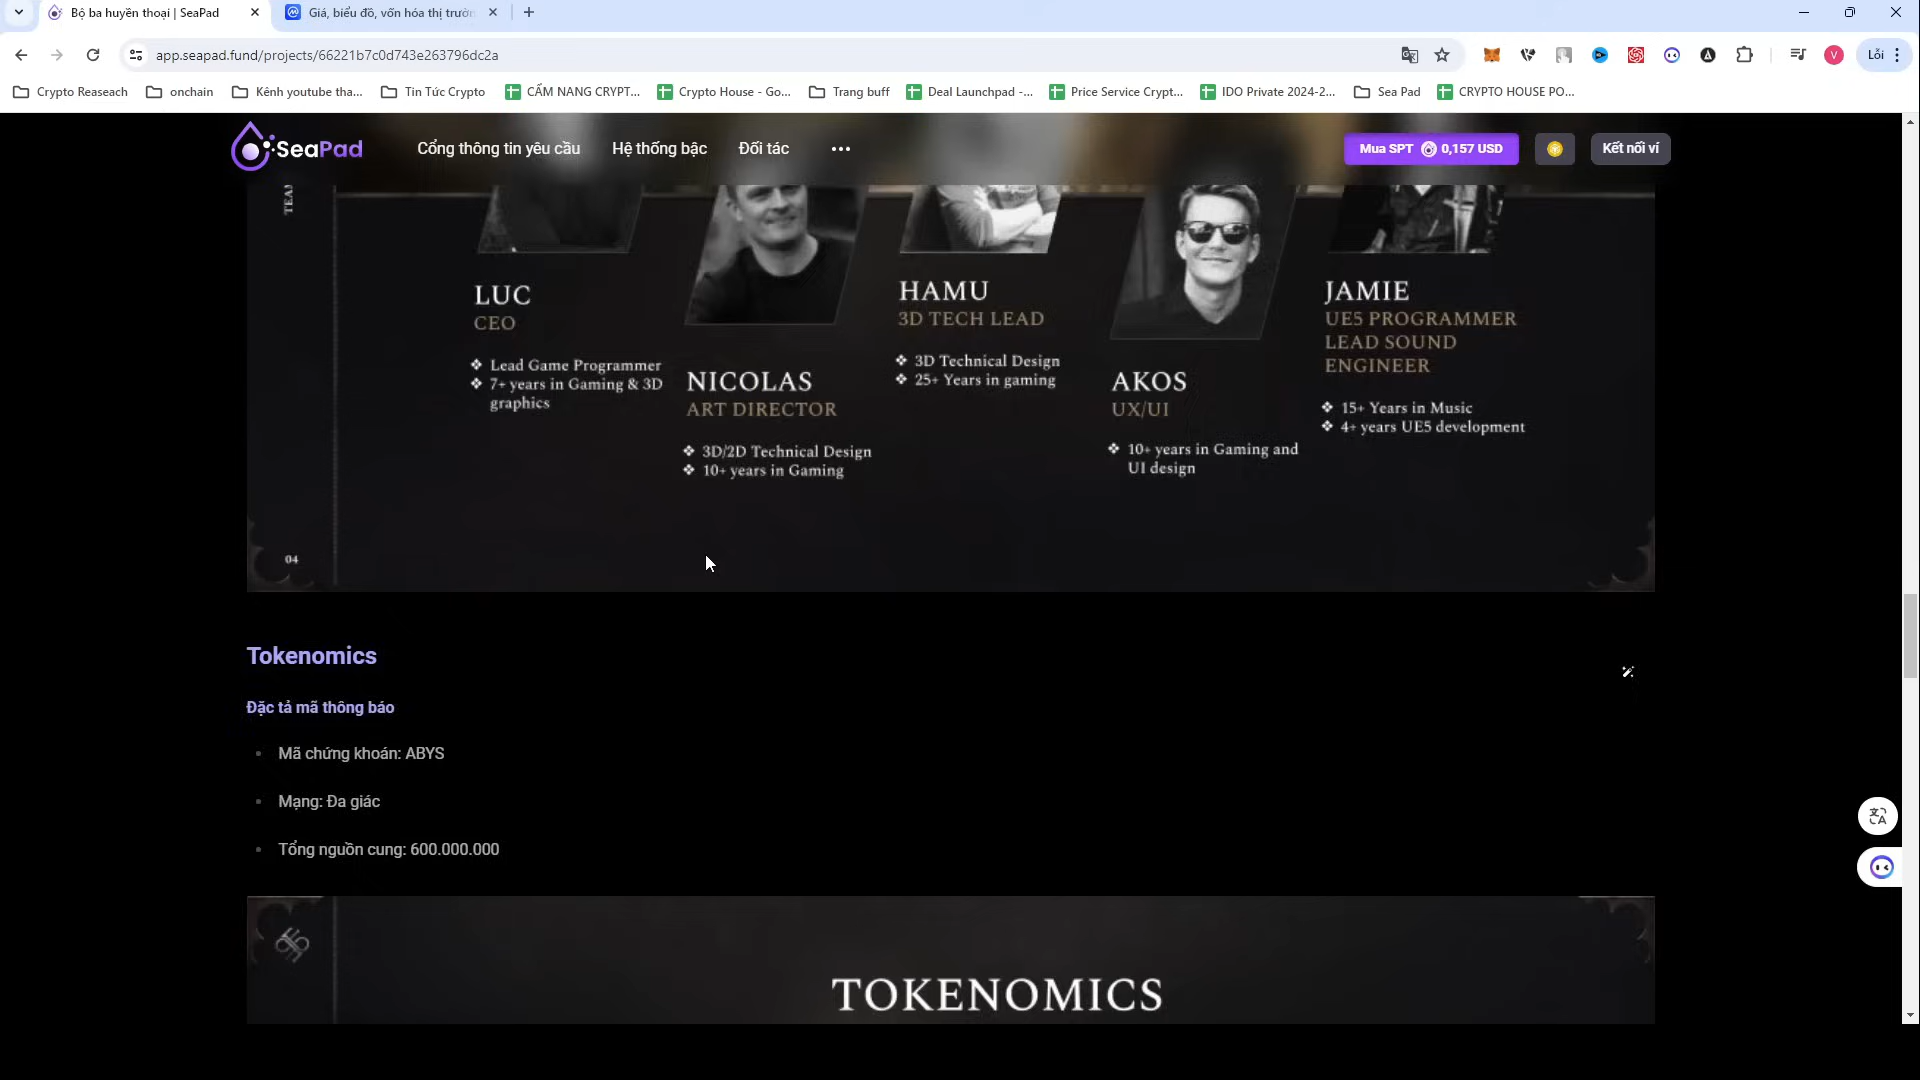 Bộ ba huyền thoại | SeaPad
Giá, biểu đồ, vốn hóa thị trườn
app.seapad.fund/projects/66221b7c0d743e263796dc2a
V
Lỗi
Crypto Reaseach
onchain
Kênh youtube tha...
Tin Tức Crypto
CẨM NANG CRYPT...
Crypto House - Go...
Trang buff
Deal Launchpad -...
Price Service Crypt...
IDO Private 2024-2...
Sea Pad
CRYPTO HOUSE PO...
SeaPad
Cổng thông tin yêu cầu
Hệ thống bậc
Đối tác
Mua SPT 0,157 USD
Kết nối ví
LUC
CEO
❖ Lead Game Programmer
❖ 7+ years in Gaming & 3D
graphics
NICOLAS
ART DIRECTOR
❖ 3D/2D Technical Design
❖ 10+ years in Gaming
HAMU
3D TECH LEAD
❖ 3D Technical Design
❖ 25+ Years in gaming
AKOS
UX/UI
❖ 10+ years in Gaming and
UI design
JAMIE
UE5 PROGRAMMER
LEAD SOUND
ENGINEER
❖ 15+ Years in Music
❖ 4+ years UE5 development
04
Tokenomics
Đặc tả mã thông báo
• Mã chứng khoán: ABYS
• Mạng: Đa giác
• Tổng nguồn cung: 600.000.000
TOKENOMICS